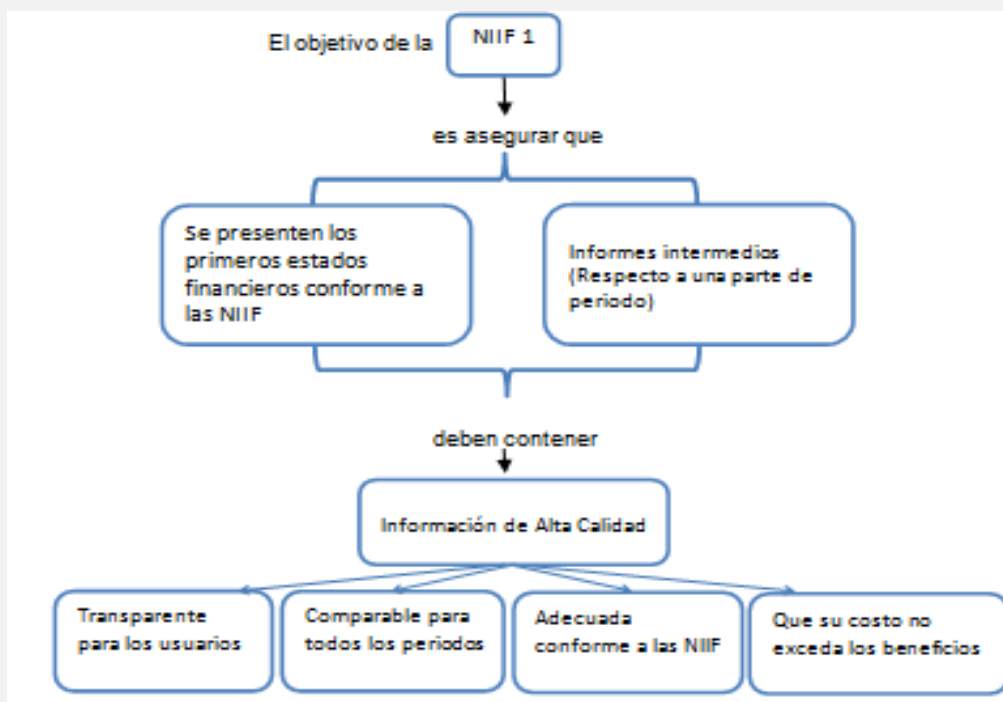 El objetivo de la NIIF 1
es asegurar que
Se presenten los
primeros estados
financieros conforme a
las NIIF
Informes intermedios
(Respecto a una parte de
periodo)
deben contener
Información de Alta Calidad
Transparente
para los usuarios
Comparable para
todos los periodos
Adecuada
conforme a las NIIF
Que su costo no
exceda los beneficios